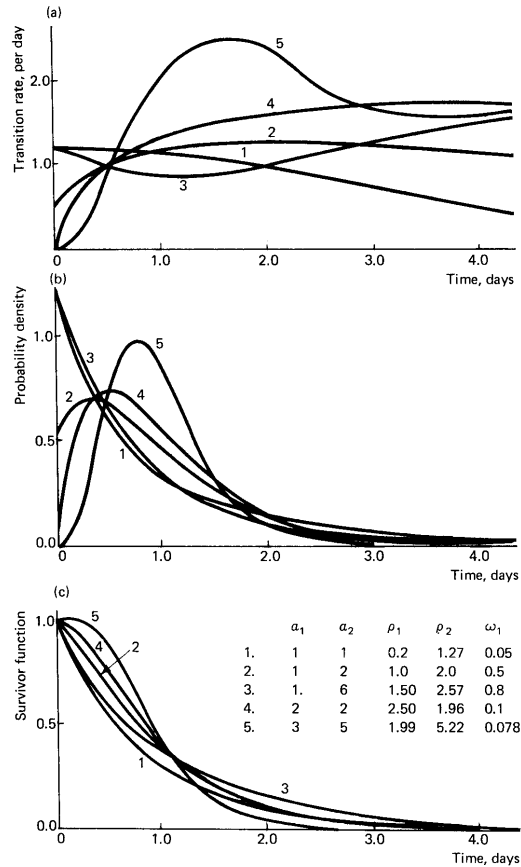 (a)
Transition rate, per day
2.0
1.0
0
5
4
2
1
3
0 1.0 2.0 3.0 4.0
Time, days
(b)
Probability density
1.0
0.5
0.0
3
5
2
4
1
0 1.0 2.0 3.0 4.0
Time, days
(c)
Survivor function
1.0
0.5
0.0
5
4
2
1
3
α1 α2 ρ1 ρ2 ω1
1. 1 1 0.2 1.27 0.05
2. 1 2 1.0 2.0 0.5
3. 1. 6 1.50 2.57 0.8
4. 2 2 2.50 1.96 0.1
5. 3 5 1.99 5.22 0.078
0 1.0 2.0 3.0 4.0
Time, days